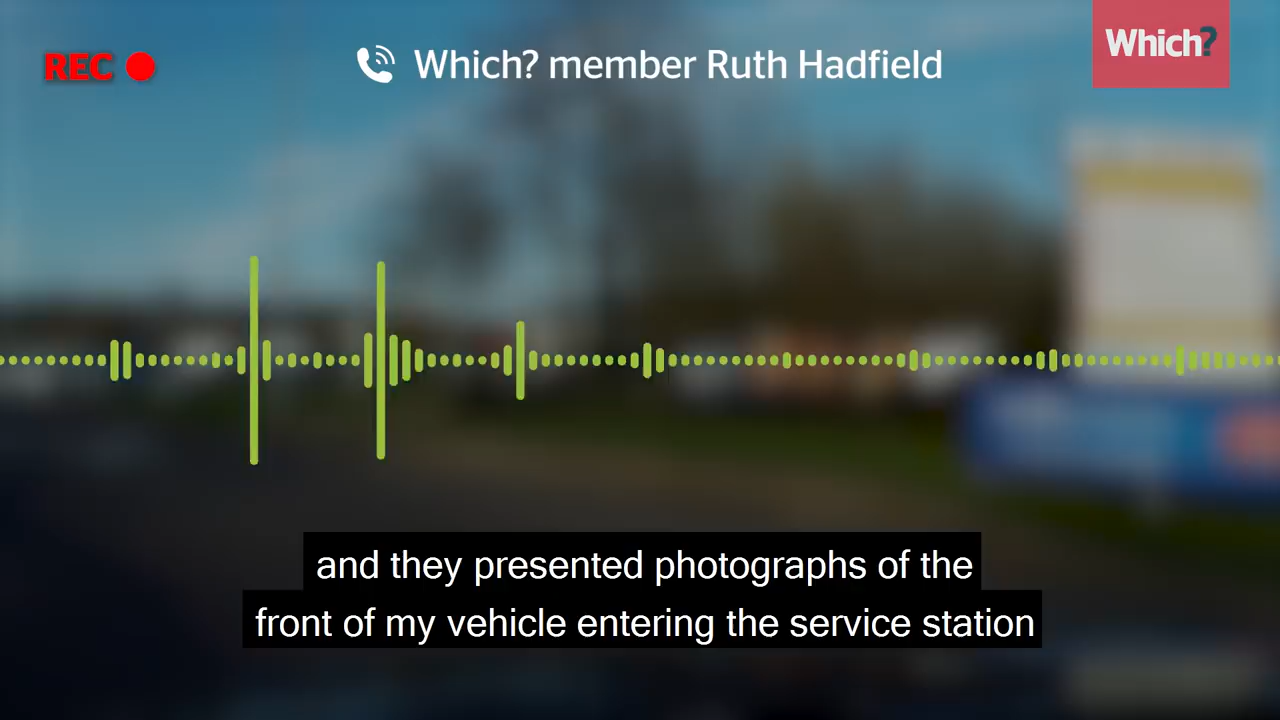 REC
Which? member Ruth Hadfield
Which?
and they presented photographs of the
front of my vehicle entering the service station